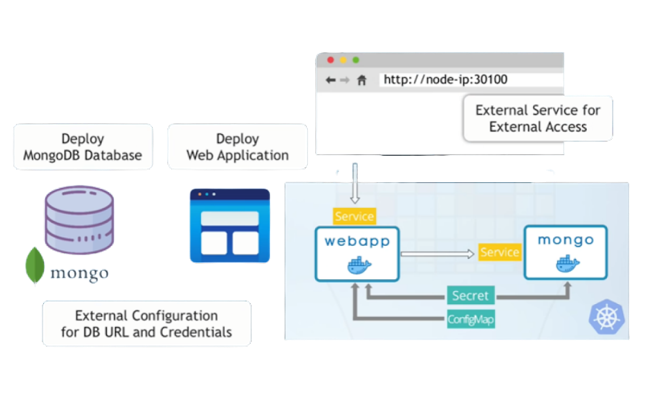 http://node-ip:30100
External Service for
External Access
Deploy
MongoDB Database
Deploy
Web Application
mongo
External Configuration
for DB URL and Credentials
Service
webapp
Service
mongo
Secret
ConfigMap